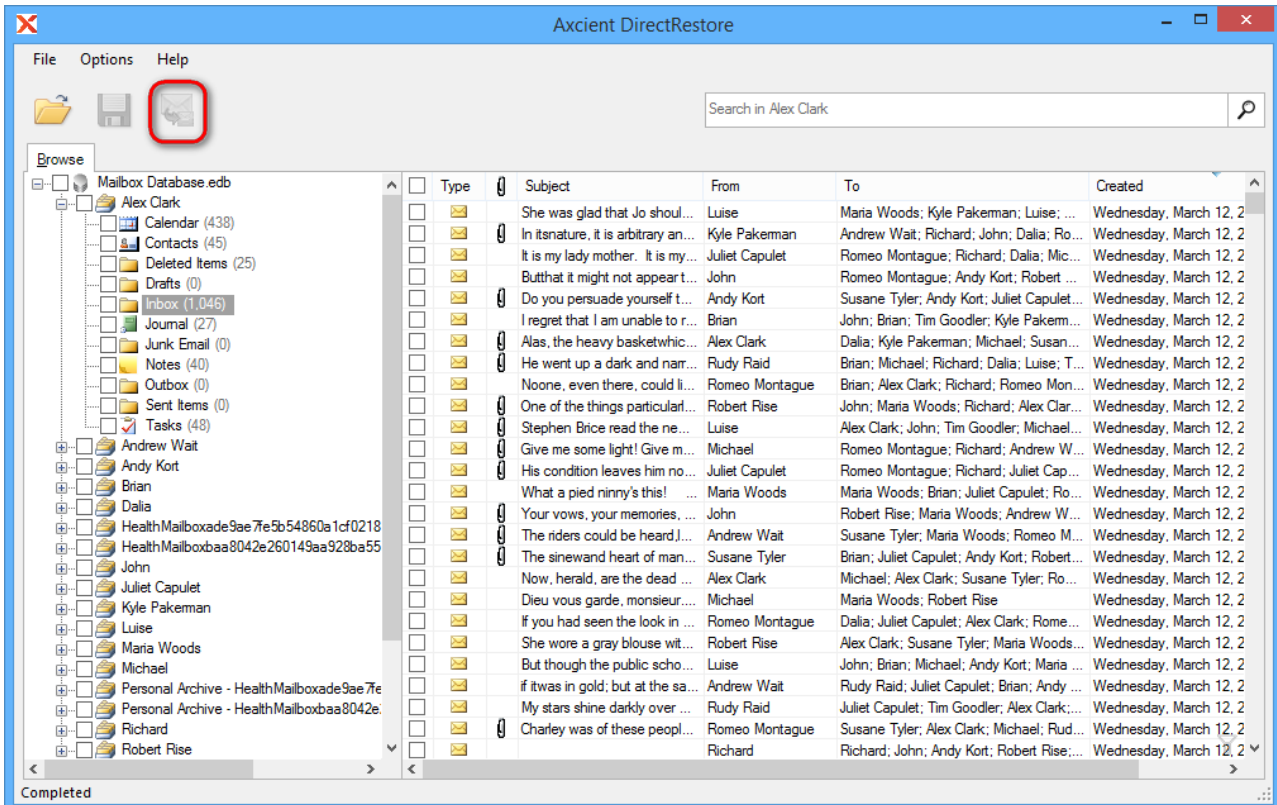 Axcient DirectRestore
File Options Help
Search in Alex Clark
Browse
Mailbox Database.edb
Alex Clark
Calendar (438)
Contacts (45)
Deleted Items (25)
Drafts (0)
Inbox (1,046)
Journal (27)
Junk Email (0)
Notes (40)
Outbox (0)
Sent Items (0)
Tasks (48)
Andrew Wait
Andy Kort
Brian
Dalia
HealthMailboxade9ae7fe5b54860a1cf0218
HealthMailboxbaa8042e260149aa928ba55
John
Juliet Capulet
Kyle Pakerman
Luise
Maria Woods
Michael
Personal Archive - HealthMailboxade9ae7fe
Personal Archive - HealthMailboxbaa8042e
Richard
Robert Rise
Type Subject From To Created
She was glad that Jo shoul... Luise Maria Woods; Kyle Pakerman; Luise; ... Wednesday, March 12, 2
In itsnature, it is arbitrary an... Kyle Pakerman Andrew Wait; Richard; John; Dalia; Ro... Wednesday, March 12, 2
It is my lady mother. It is my... Juliet Capulet Romeo Montague; Richard; Dalia; Mic... Wednesday, March 12, 2
Butthat it might not appear t... John Romeo Montague; Andy Kort; Robert ... Wednesday, March 12, 2
Do you persuade yourself t... Andy Kort Susane Tyler; Andy Kort; Juliet Capulet... Wednesday, March 12, 2
I regret that I am unable to r... Brian John; Brian; Tim Goodler; Kyle Pakerm... Wednesday, March 12, 2
Alas, the heavy basketwhic... Alex Clark Dalia; Kyle Pakerman; Michael; Susan... Wednesday, March 12, 2
He went up a dark and narr... Rudy Raid Brian; Michael; Richard; Dalia; Luise; T... Wednesday, March 12, 2
Noone, even there, could li... Romeo Montague Brian; Alex Clark; Richard; Romeo Mon... Wednesday, March 12, 2
One of the things particularl... Robert Rise John; Maria Woods; Richard; Alex Clar... Wednesday, March 12, 2
Stephen Brice read the ne... Luise Alex Clark; John; Tim Goodler; Michael... Wednesday, March 12, 2
Give me some light! Give m... Michael Romeo Montague; Richard; Andrew W... Wednesday, March 12, 2
His condition leaves him no... Juliet Capulet Romeo Montague; Richard; Juliet Cap... Wednesday, March 12, 2
What a pied ninny's this! ... Maria Woods Maria Woods; Brian; Juliet Capulet; Ro... Wednesday, March 12, 2
Your vows, your memories, ... John Robert Rise; Maria Woods; Andrew W... Wednesday, March 12, 2
The riders could be heard,l... Andrew Wait Susane Tyler; Maria Woods; Romeo M... Wednesday, March 12, 2
The sinewand heart of man... Susane Tyler Brian; Juliet Capulet; Andy Kort; Robert... Wednesday, March 12, 2
Now, herald, are the dead ... Alex Clark Michael; Alex Clark; Susane Tyler; Ro... Wednesday, March 12, 2
Dieu vous garde, monsieur.... Michael Maria Woods; Robert Rise Wednesday, March 12, 2
If you had seen the look in ... Romeo Montague Dalia; Juliet Capulet; Alex Clark; Rome... Wednesday, March 12, 2
She wore a gray blouse wit... Robert Rise Alex Clark; Susane Tyler; Maria Woods... Wednesday, March 12, 2
But though the public scho... Luise John; Brian; Michael; Andy Kort; Maria ... Wednesday, March 12, 2
if itwas in gold; but at the sa... Andrew Wait Rudy Raid; Juliet Capulet; Brian; Andy ... Wednesday, March 12, 2
My stars shine darkly over ... Rudy Raid Juliet Capulet; Tim Goodler; Alex Clark;... Wednesday, March 12, 2
Charley was of these peopl... Romeo Montague Susane Tyler; Alex Clark; Michael; Rud... Wednesday, March 12, 2
Richard Richard; John; Andy Kort; Robert Rise;... Wednesday, March 12, 2
Completed